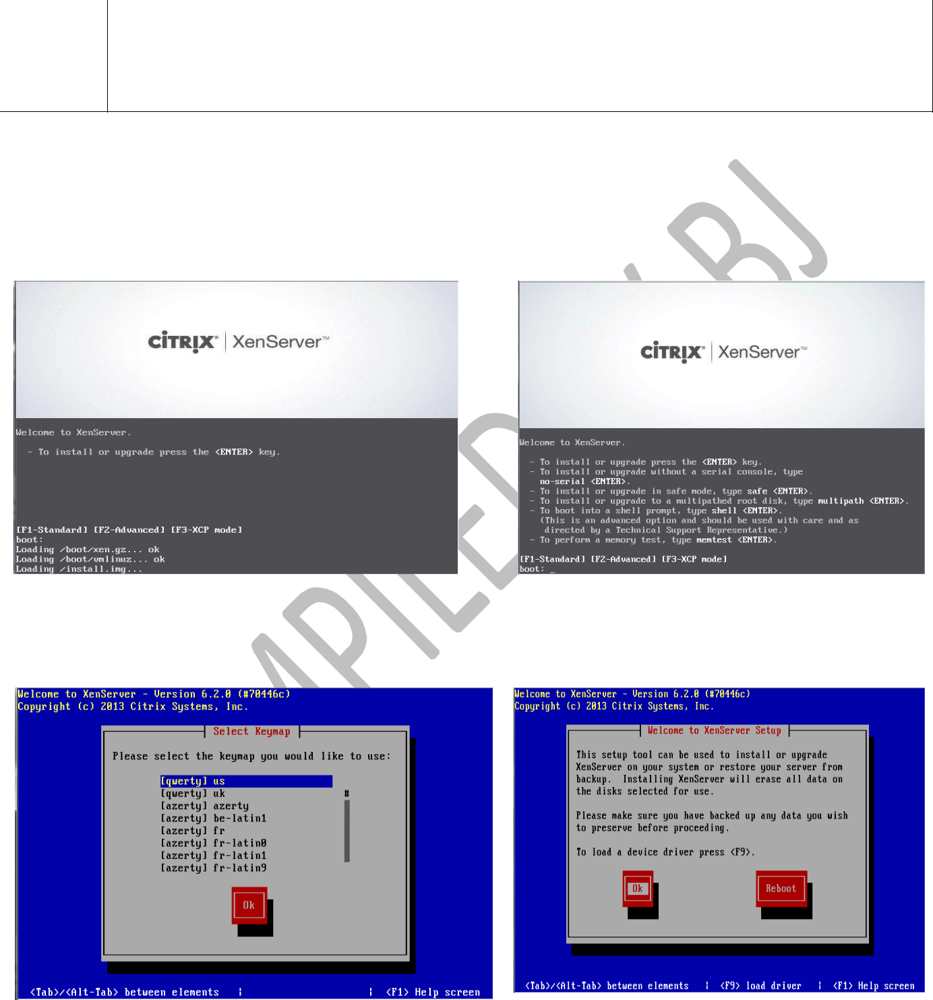 CITRIX® | XenServer™
Welcome to XenServer.
- To install or upgrade press the <ENTER> key.
[F1-Standard] [F2-Advanced] [F3-XCP mode]
boot:
Loading /boot/xen.gz... ok
Loading /boot/vmlinuz... ok
Loading /install.img...
CITRIX® | XenServer™
Welcome to XenServer.
- To install or upgrade press the <ENTER> key.
- To install or upgrade without a serial console, type
no-serial <ENTER>.
- To install or upgrade in safe mode, type safe <ENTER>.
- To install or upgrade to a multipathed root disk, type multipath <ENTER>.
- To boot into a shell prompt, type shell <ENTER>.
(This is an advanced option and should be used with care and as
directed by a Technical Support Representative.)
- To perform a memory test, type memtest <ENTER>.
[F1-Standard] [F2-Advanced] [F3-XCP mode]
boot: _
Welcome to XenServer - Version 6.2.0 (#70446c)
Copyright (c) 2013 Citrix Systems, Inc.
Select Keymap
Please select the keymap you would like to use:
[qwerty] us
[qwerty] uk #
[azerty] azerty
[azerty] be-latin1
[azerty] fr
[azerty] fr-latin0
[azerty] fr-latin1
[azerty] fr-latin9
Ok
<Tab>/<Alt-Tab> between elements | | <F1> Help screen
Welcome to XenServer - Version 6.2.0 (#70446c)
Copyright (c) 2013 Citrix Systems, Inc.
Welcome to XenServer Setup
This setup tool can be used to install or upgrade
XenServer on your system or restore your server from
backup. Installing XenServer will erase all data on
the disks selected for use.
Please make sure you have backed up any data you wish
to preserve before proceeding.
To load a device driver press <F9>.
Ok Reboot
<Tab>/<Alt-Tab> between elements | <F9> load driver | <F1> Help screen
MPIED
BJ